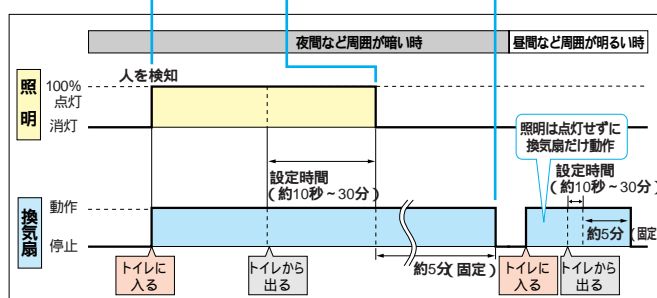 夜間など周囲が暗い時
昼間など周囲が明るい時
照明
人を検知
100%
点灯
消灯
設定時間
(約10秒~30分)
照明は点灯せずに
換気扇だけ動作
設定時間
(約10秒~30分)
換気扇
動作
停止
約5分(固定)
約5分(固定
トイレに
入る
トイレから
出る
トイレに
入る
トイレから
出る